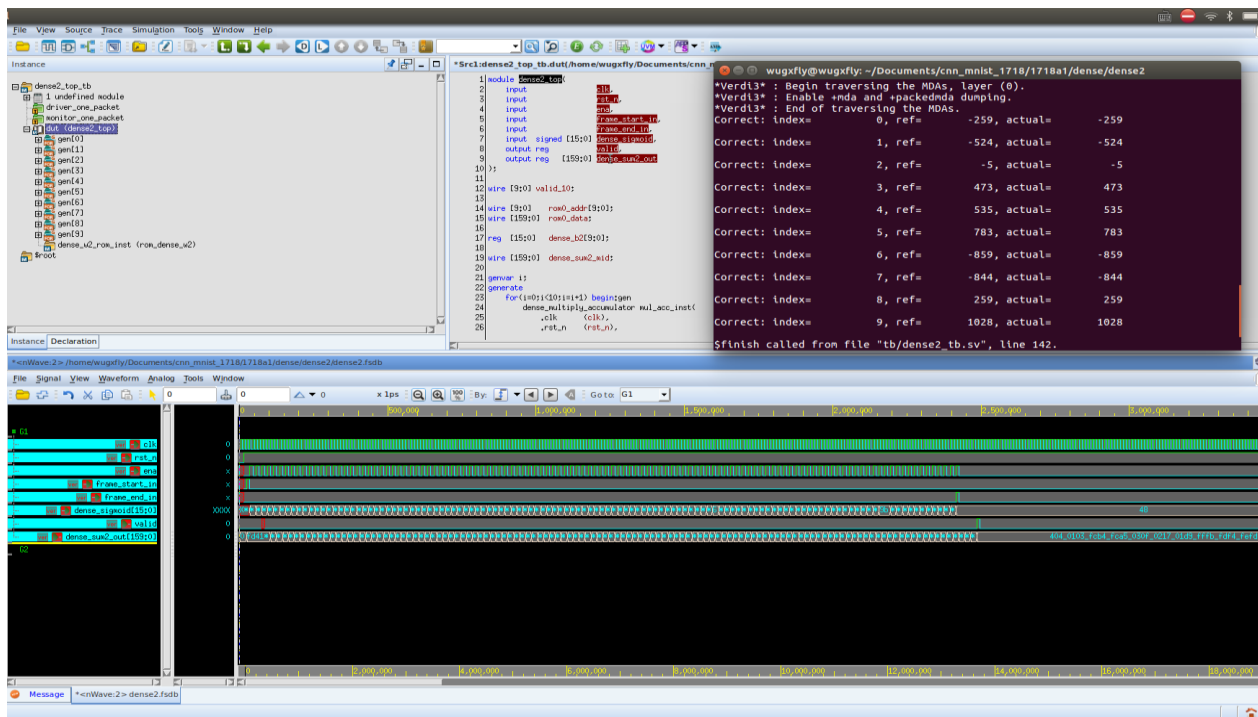 File View Source Trace Simulation Tools Window Help
Instance
dense2_top_tb
1 undefined module
driver_one_packet
monitor_one_packet
dut (dense2_top)
gen[0]
gen[1]
gen[2]
gen[3]
gen[4]
gen[5]
gen[6]
gen[7]
gen[8]
gen[9]
dense_w2_rom_inst (rom_dense_w2)
$root
Instance Declaration
*Src1:dense2_top_tb.dut(/home/wugxfly/Documents/cnn_m
1 module dense2_top(
2 input clk,
3 input rst_n,
4 input ena,
5 input frame_start_in,
6 input frame_end_in,
7 input signed [15:0] dense_sigmoid,
8 output reg valid,
9 output reg [159:0] dense_sum2_out
10 );
11
12 wire [9:0] valid_10;
13
14 wire [9:0] rom0_addr[9:0];
15 wire [159:0] rom0_data;
16
17 reg [15:0] dense_b2[9:0];
18
19 wire [159:0] dense_sum2_mid;
20
21 genvar i;
22 generate
23 for(i=0;i<10;i=i+1) begin:gen
24 dense_multiply_accumulator mul_acc_inst(
25 .clk (clk),
26 .rst_n (rst_n),
wugxfly@wugxfly: ~/Documents/cnn_mnist_1718/1718a1/dense/dense2
*Verdi3* : Begin traversing the MDAs, layer (0).
*Verdi3* : Enable +mda and +packedmda dumping.
*Verdi3* : End of traversing the MDAs.
Correct: index= 0, ref= -259, actual= -259
Correct: index= 1, ref= -524, actual= -524
Correct: index= 2, ref= -5, actual= -5
Correct: index= 3, ref= 473, actual= 473
Correct: index= 4, ref= 535, actual= 535
Correct: index= 5, ref= 783, actual= 783
Correct: index= 6, ref= -859, actual= -859
Correct: index= 7, ref= -844, actual= -844
Correct: index= 8, ref= 259, actual= 259
Correct: index= 9, ref= 1028, actual= 1028
$finish called from file "tb/dense2_tb.sv", line 142.
*<nWave:2> /home/wugxfly/Documents/cnn_mnist_1718/1718a1/dense/dense2/dense2.fsdb
File Signal View Waveform Analog Tools Window
0 0 0 x 1ps 100% By: Goto: G1
0 500,000 1,000,000 1,500,000 2,000,000 2,500,000 3,000,000
G1
clk 0
rst_n 0
ena x
frame_start_in x
frame_end_in x
dense_sigmoid[15:0] XXXX 48
valid 0
dense_sum2_out[159:0] 0 404_0103_fcb4_fca5_030f_0217_01d9_fffb_fdf4_fefd
G2
0 2,000,000 4,000,000 6,000,000 8,000,000 10,000,000 12,000,000 14,000,000 16,000,000 18,000,000
Message *<nWave:2> dense2.fsdb